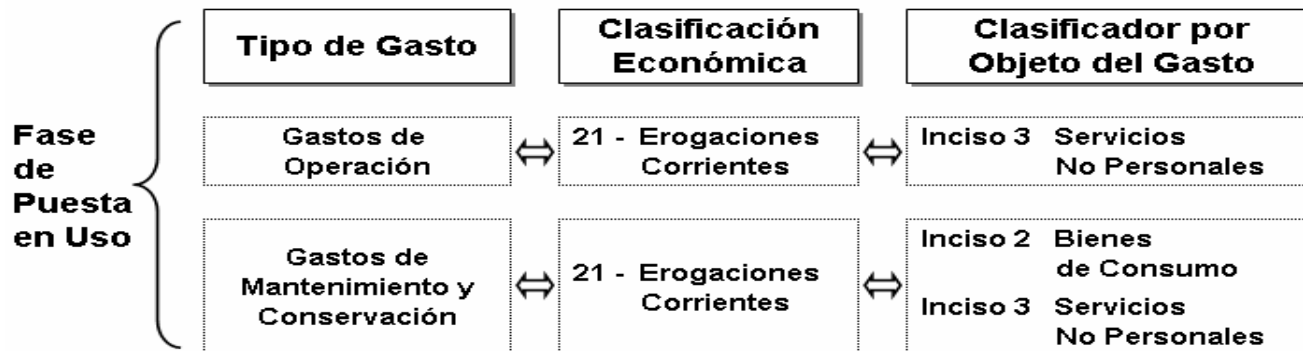 Tipo de Gasto
Clasificación
Económica
Clasificador por
Objeto del Gasto
Fase
de
Puesta
en Uso
Gastos de
Operación
21 - Erogaciones
Corrientes
Inciso 3 Servicios
No Personales
Gastos de
Mantenimiento y
Conservación
21 - Erogaciones
Corrientes
Inciso 2 Bienes
de Consumo
Inciso 3 Servicios
No Personales